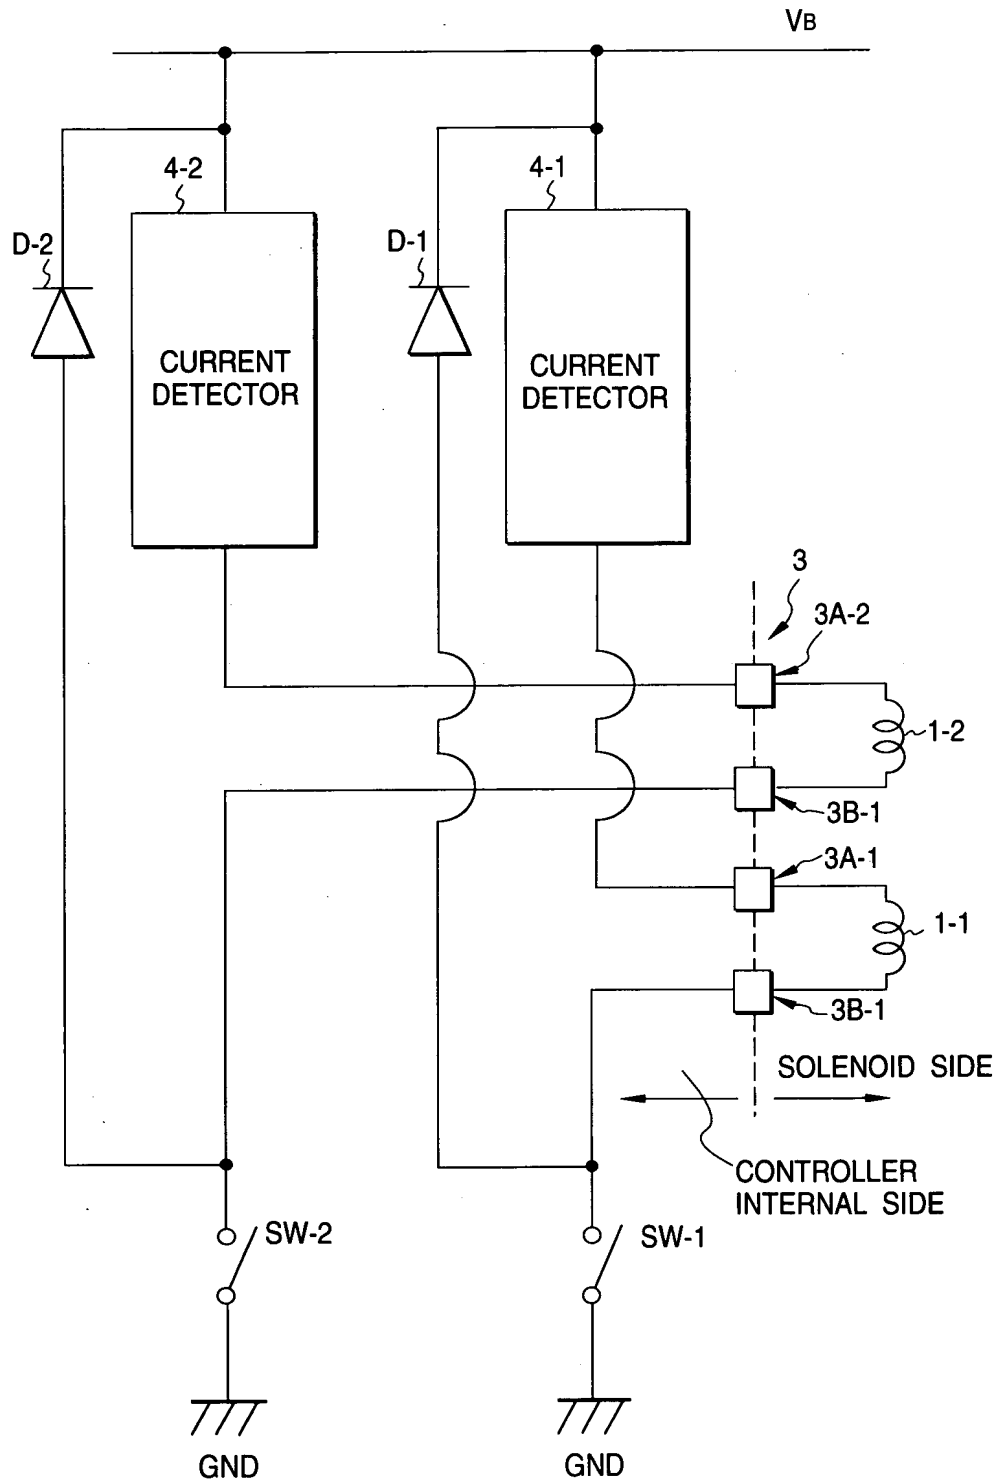 VB
4-2
4-1
D-2
D-1
CURRENT
DETECTOR
CURRENT
DETECTOR
3
3A-2
1-2
3B-1
3A-1
1-1
3B-1
SOLENOID SIDE
CONTROLLER
INTERNAL SIDE
SW-2
SW-1
GND
GND